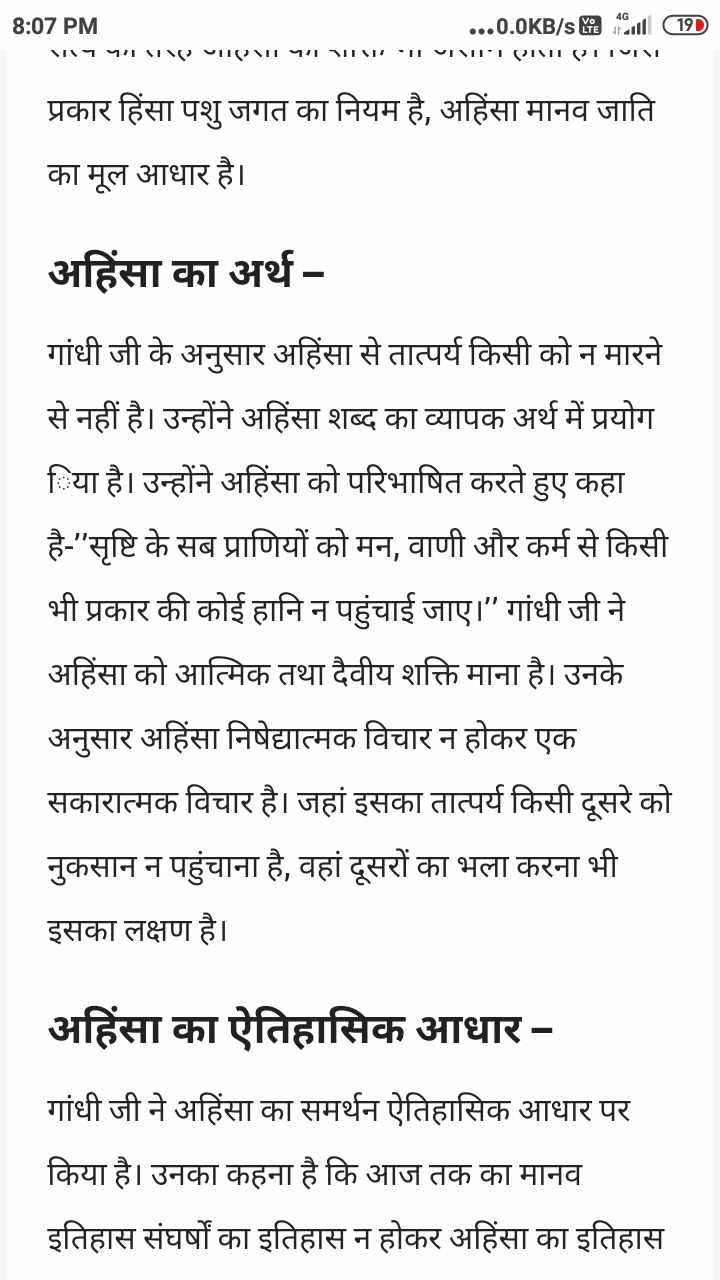 8:07 PM
...0.0KB/s Vo LTE 4G 19
प्रकार हिंसा पशु जगत का नियम है, अहिंसा मानव जाति
का मूल आधार है।
अहिंसा का अर्थ –
गांधी जी के अनुसार अहिंसा से तात्पर्य किसी को न मारने
से नहीं है। उन्होंने अहिंसा शब्द का व्यापक अर्थ में प्रयोग
िया है। उन्होंने अहिंसा को परिभाषित करते हुए कहा
है-’’सृष्टि के सब प्राणियों को मन, वाणी और कर्म से किसी
भी प्रकार की कोई हानि न पहुंचाई जाए।’’ गांधी जी ने
अहिंसा को आत्मिक तथा दैवीय शक्ति माना है। उनके
अनुसार अहिंसा निषेद्यात्मक विचार न होकर एक
सकारात्मक विचार है। जहां इसका तात्पर्य किसी दूसरे को
नुकसान न पहुंचाना है, वहां दूसरों का भला करना भी
इसका लक्षण है।
अहिंसा का ऐतिहासिक आधार –
गांधी जी ने अहिंसा का समर्थन ऐतिहासिक आधार पर
किया है। उनका कहना है कि आज तक का मानव
इतिहास संघर्षों का इतिहास न होकर अहिंसा का इतिहास